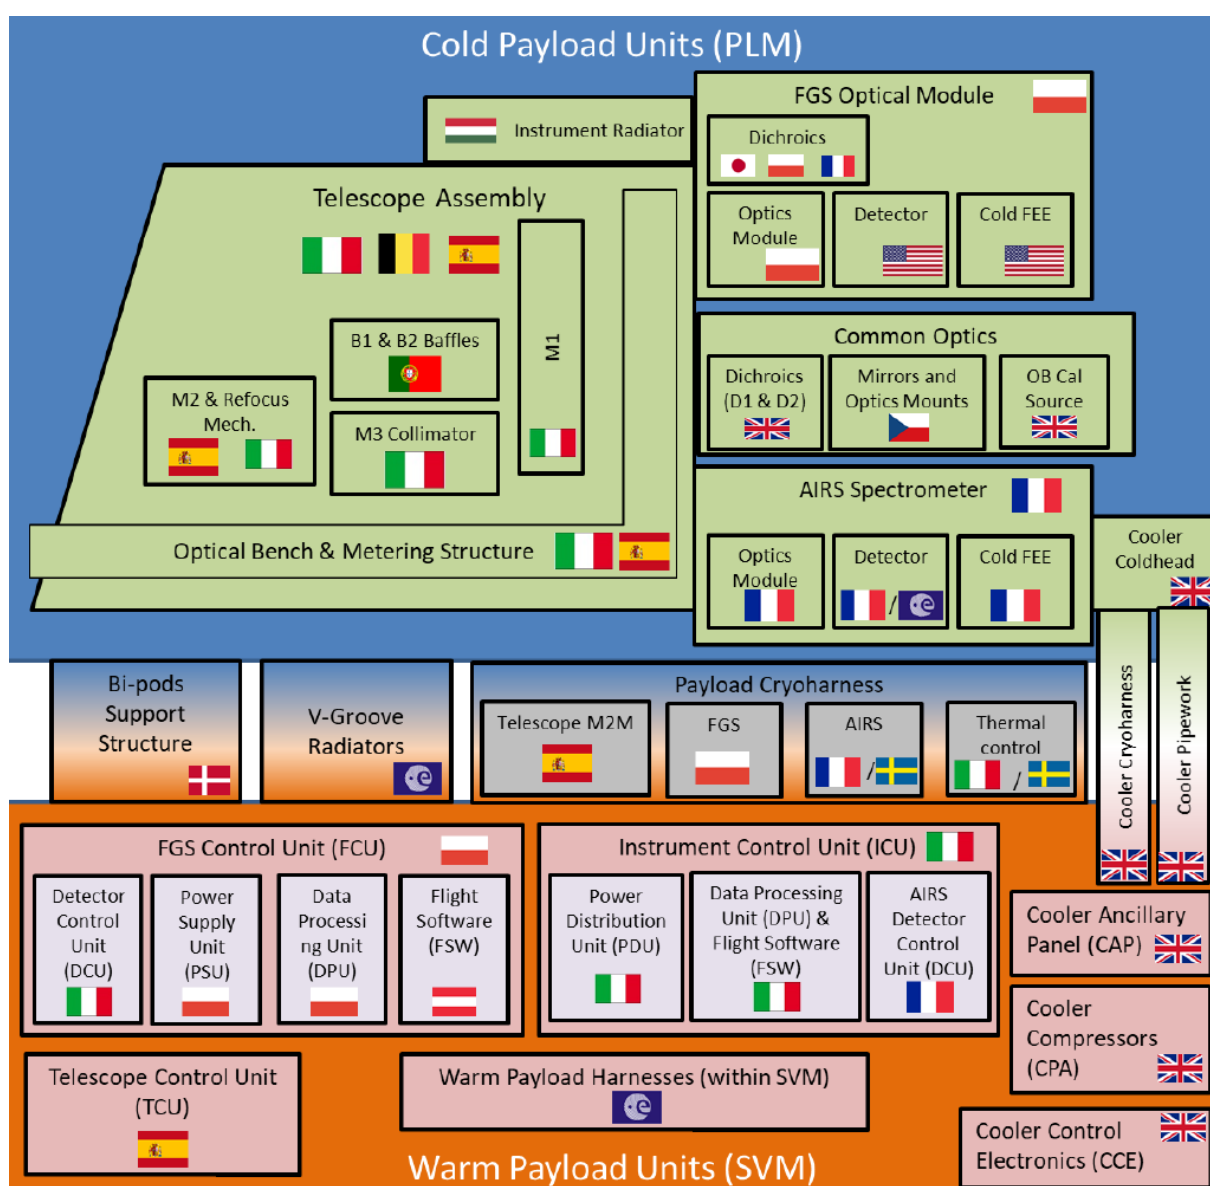 Cold Payload Units (PLM)
FGS Optical Module
Instrument Radiator
Dichroics
Telescope Assembly
Optics
Module
Detector
Cold FEE
M1
B1 & B2 Baffles
M2 & Refocus
Mech.
M3 Collimator
Common Optics
Dichroics
(D1 & D2)
Mirrors and
Optics Mounts
OB Cal
Source
AIRS Spectrometer
Optical Bench & Metering Structure
Optics
Module
Detector
/
Cold FEE
Cooler
Coldhead
Bi-pods
Support
Structure
V-Groove
Radiators
Payload Cryoharness
Telescope M2M
FGS
AIRS
/
Thermal
control
/
Cooler Cryoharness
Cooler Pipework
FGS Control Unit (FCU)
Detector
Control
Unit
(DCU)
Power
Supply
Unit
(PSU)
Data
Processi
ng Unit
(DPU)
Flight
Software
(FSW)
Instrument Control Unit (ICU)
Power
Distribution
Unit (PDU)
Data Processing
Unit (DPU) &
Flight Software
(FSW)
AIRS
Detector
Control
Unit (DCU)
Cooler Ancillary
Panel (CAP)
Cooler
Compressors
(CPA)
Telescope Control Unit
(TCU)
Warm Payload Harnesses (within SVM)
Cooler Control
Electronics (CCE)
Warm Payload Units (SVM)